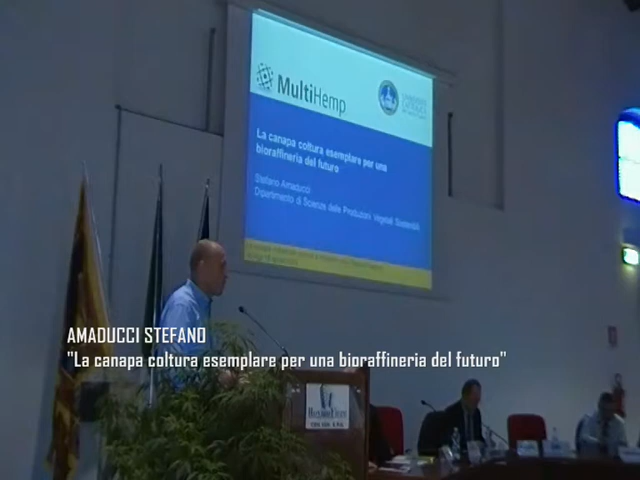 MultiHemp
La canapa coltura esemplare per una
bioraffineria del futuro
Stefano Amaducci
Dipartimento di Scienze delle Produzioni Vegetali Sostenibili
AMADUCCI STEFANO
"La canapa coltura esemplare per una bioraffineria del futuro"